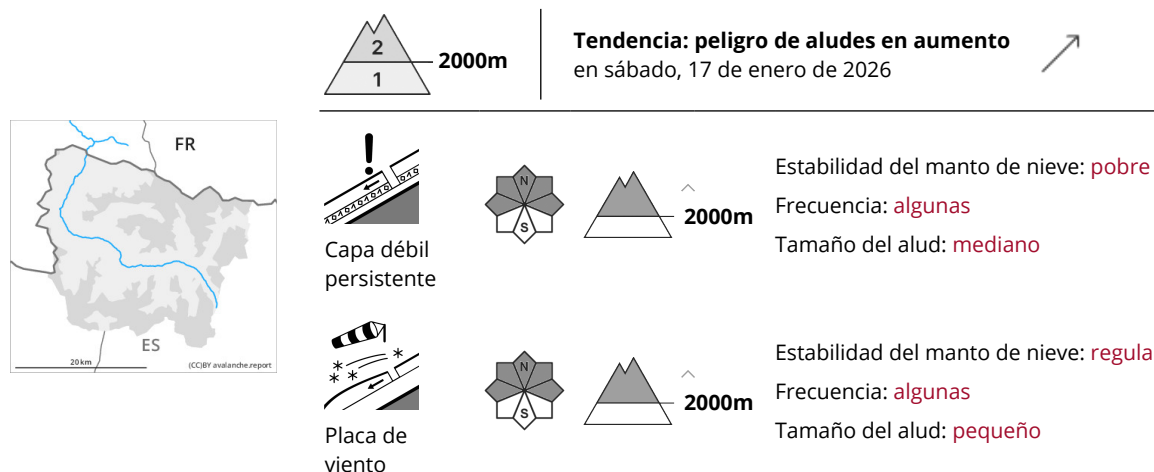 2
2000m
1
Tendencia: peligro de aludes en aumento
en sábado, 17 de enero de 2026
FR
ES
20 km
(CC)BY avalanche.report
N
S
2000m
Capa débil
persistente
Estabilidad del manto de nieve: pobre
Frecuencia: algunas
Tamaño del alud: mediano
N
S
2000m
Placa de
viento
Estabilidad del manto de nieve: regula
Frecuencia: algunas
Tamaño del alud: pequeño